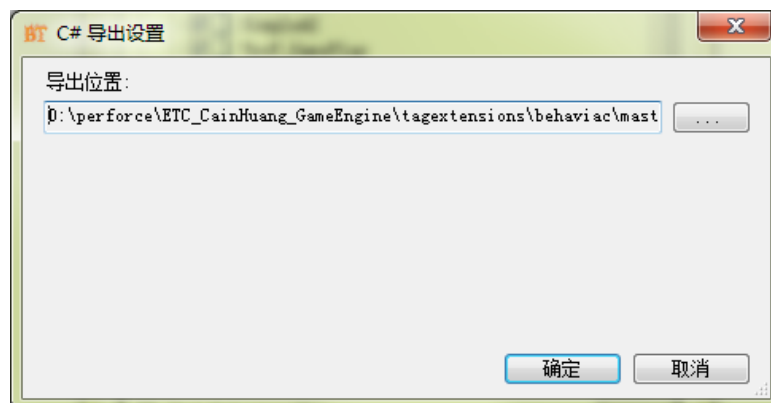 BT C# 导出设置
导出位置:
D:\perforce\ETC_CainHuang_GameEngine\tagextensions\behaviac\mast
...
确定 取消